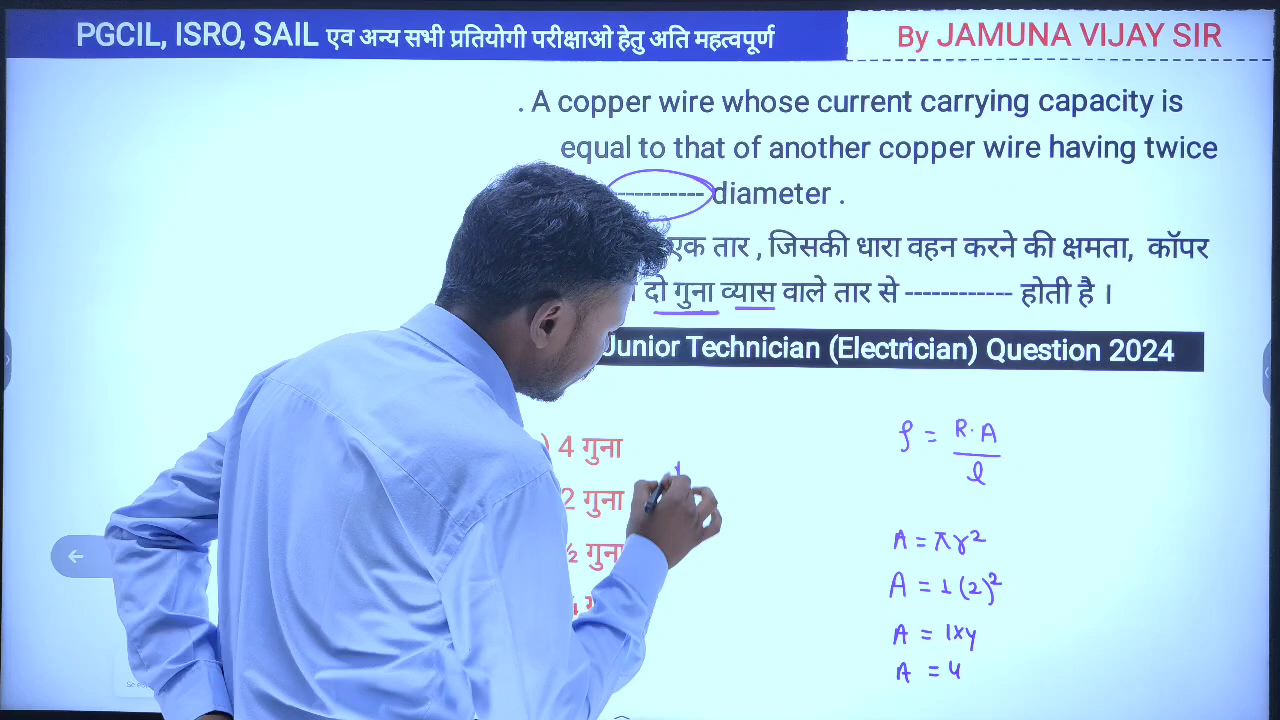 PGCIL, ISRO, SAIL एव अन्य सभी प्रतियोगी परीक्षाओ हेतु अति महत्वपूर्ण
By JAMUNA VIJAY SIR
. A copper wire whose current carrying capacity is
equal to that of another copper wire having twice
----------- diameter .
एक तार , जिसकी धारा वहन करने की क्षमता, कॉपर
दो गुना व्यास वाले तार से ------------ होती है ।
Junior Technician (Electrician) Question 2024
) 4 गुना
2 गुना
½ गुना
ρ = R.A / l
A = πr²
A = 1(2)²
A = 1×4
A = 4